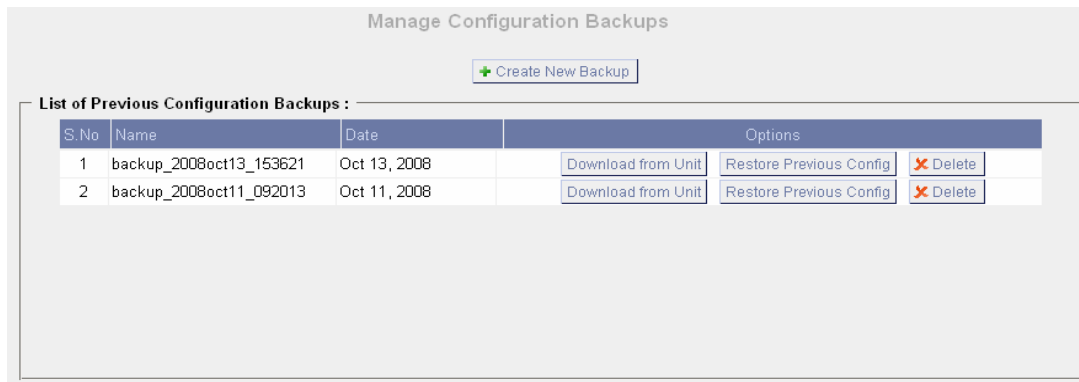 Manage Configuration Backups
Create New Backup
List of Previous Configuration Backups :
S.No Name Date Options
1 backup_2008oct13_153621 Oct 13, 2008 Download from Unit Restore Previous Config Delete
2 backup_2008oct11_092013 Oct 11, 2008 Download from Unit Restore Previous Config Delete